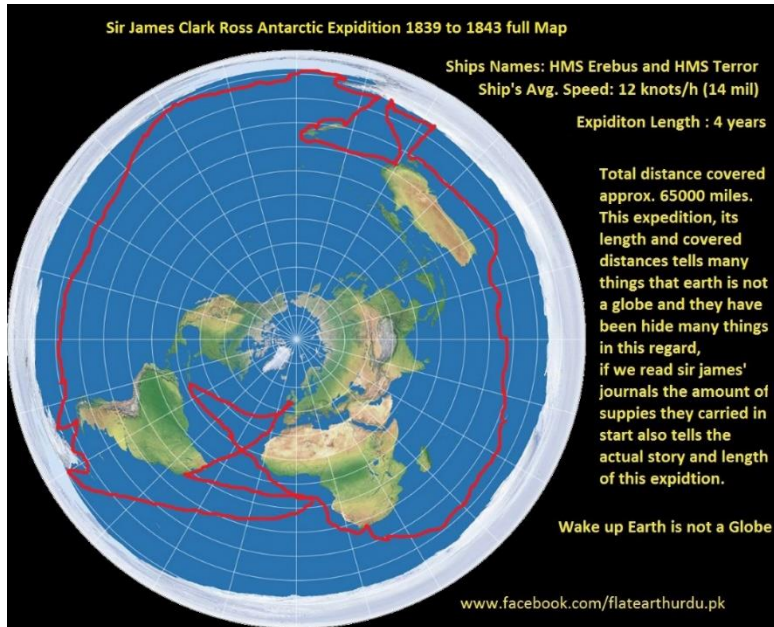 Sir James Clark Ross Antarctic Expidition 1839 to 1843 full Map
Ships Names: HMS Erebus and HMS Terror
Ship's Avg. Speed: 12 knots/h (14 mil)
Expiditon Length : 4 years
Total distance covered
approx. 65000 miles.
This expedition, its
length and covered
distances tells many
things that earth is not
a globe and they have
been hide many things
in this regard,
if we read sir james'
journals the amount of
suppies they carried in
start also tells the
actual story and length
of this expidtion.
Wake up Earth is not a Globe
www.facebook.com/flatearthurdu.pk